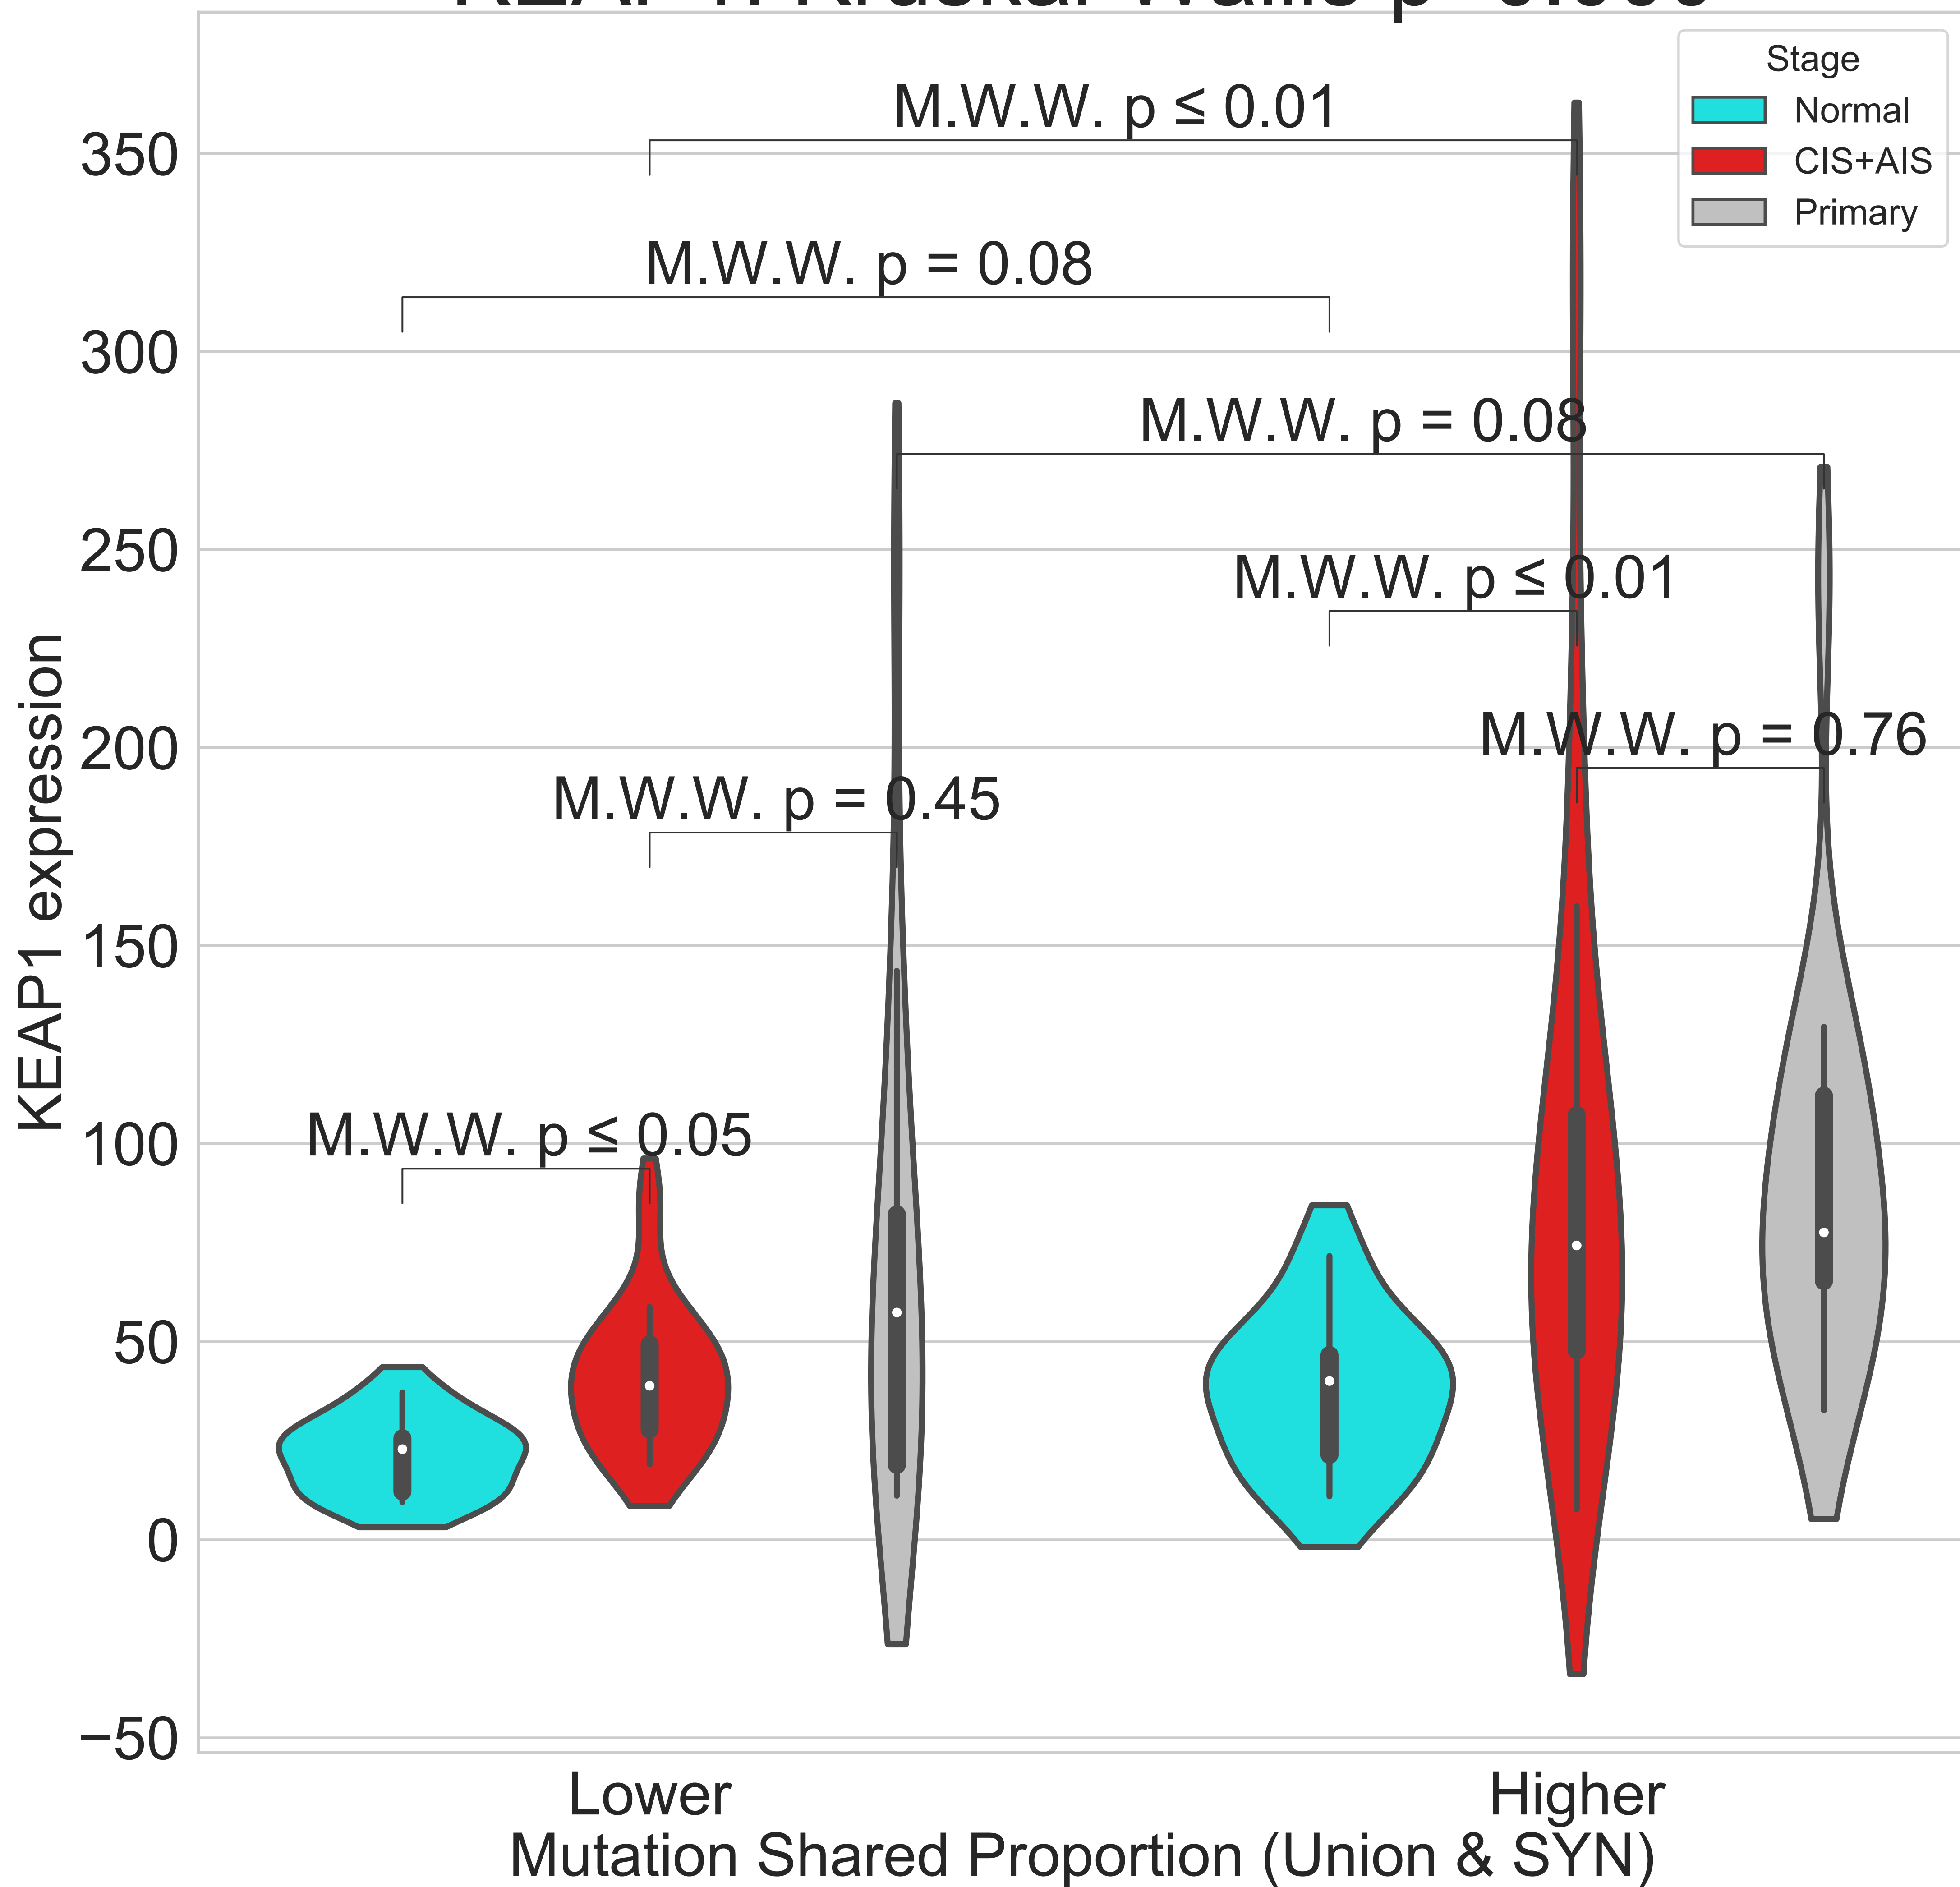 Stage
Normal
CIS+AIS
Primary
M.W.W. p ≤ 0.01
M.W.W. p = 0.08
M.W.W. p = 0.08
M.W.W. p ≤ 0.01
M.W.W. p = 0.76
M.W.W. p = 0.45
M.W.W. p ≤ 0.05
KEAP1 expression
350
300
250
200
150
100
50
0
−50
Lower
Higher
Mutation Shared Proportion (Union & SYN)